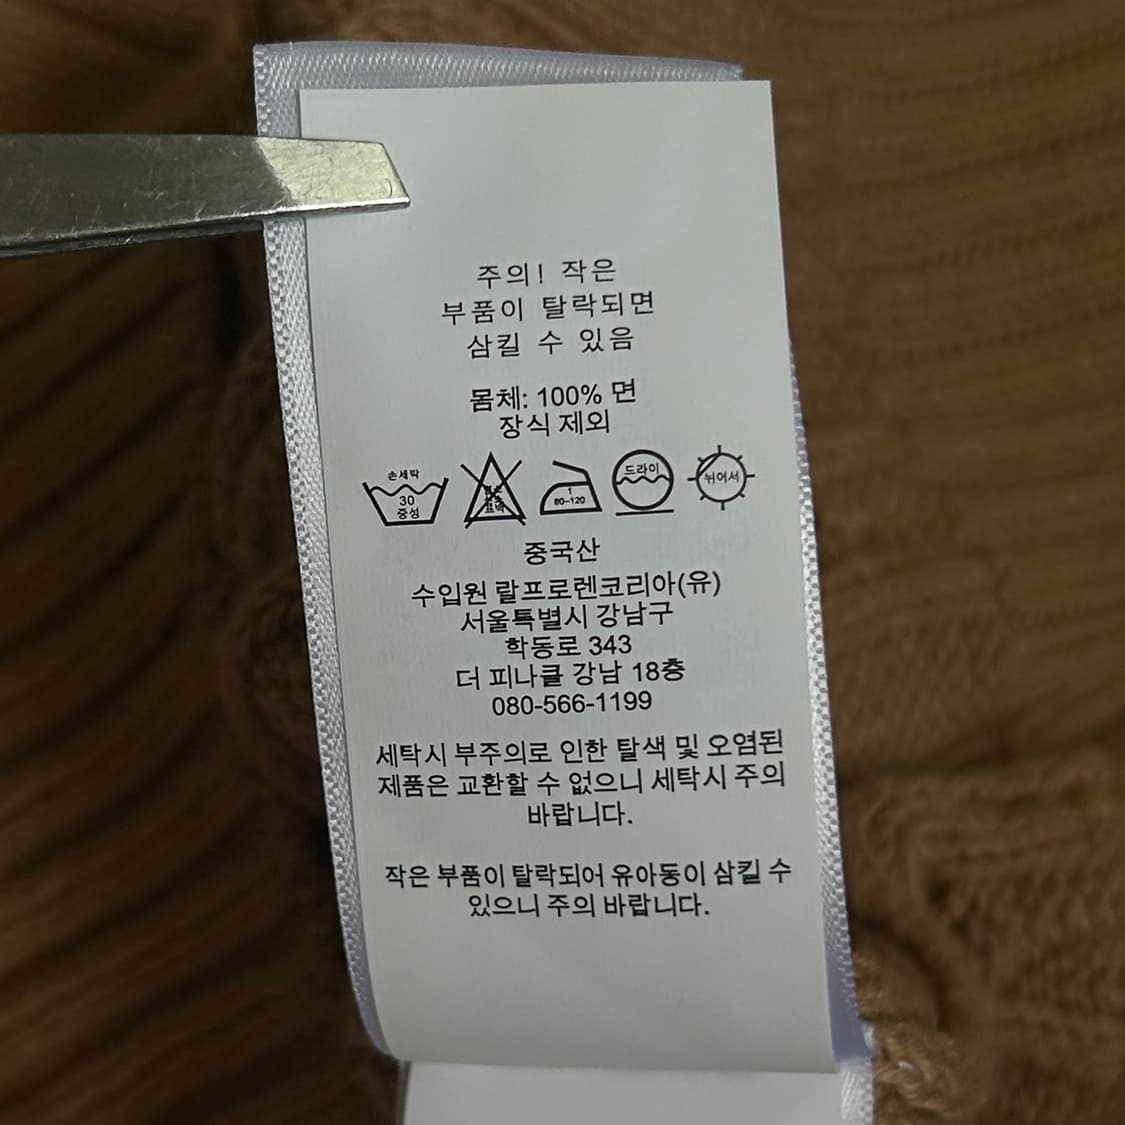 주의! 작은
부품이 탈락되면
삼킬 수 있음
몸체: 100% 면
장식 제외
손세탁
30
중성
1
80~120
드라이
뉘어서
중국산
수입원 랄프로렌코리아(유)
서울특별시 강남구
학동로 343
더 피나클 강남 18층
080-566-1199
세탁시 부주의로 인한 탈색 및 오염된
제품은 교환할 수 없으니 세탁시 주의
바랍니다.
작은 부품이 탈락되어 유아동이 삼킬 수
있으니 주의 바랍니다.